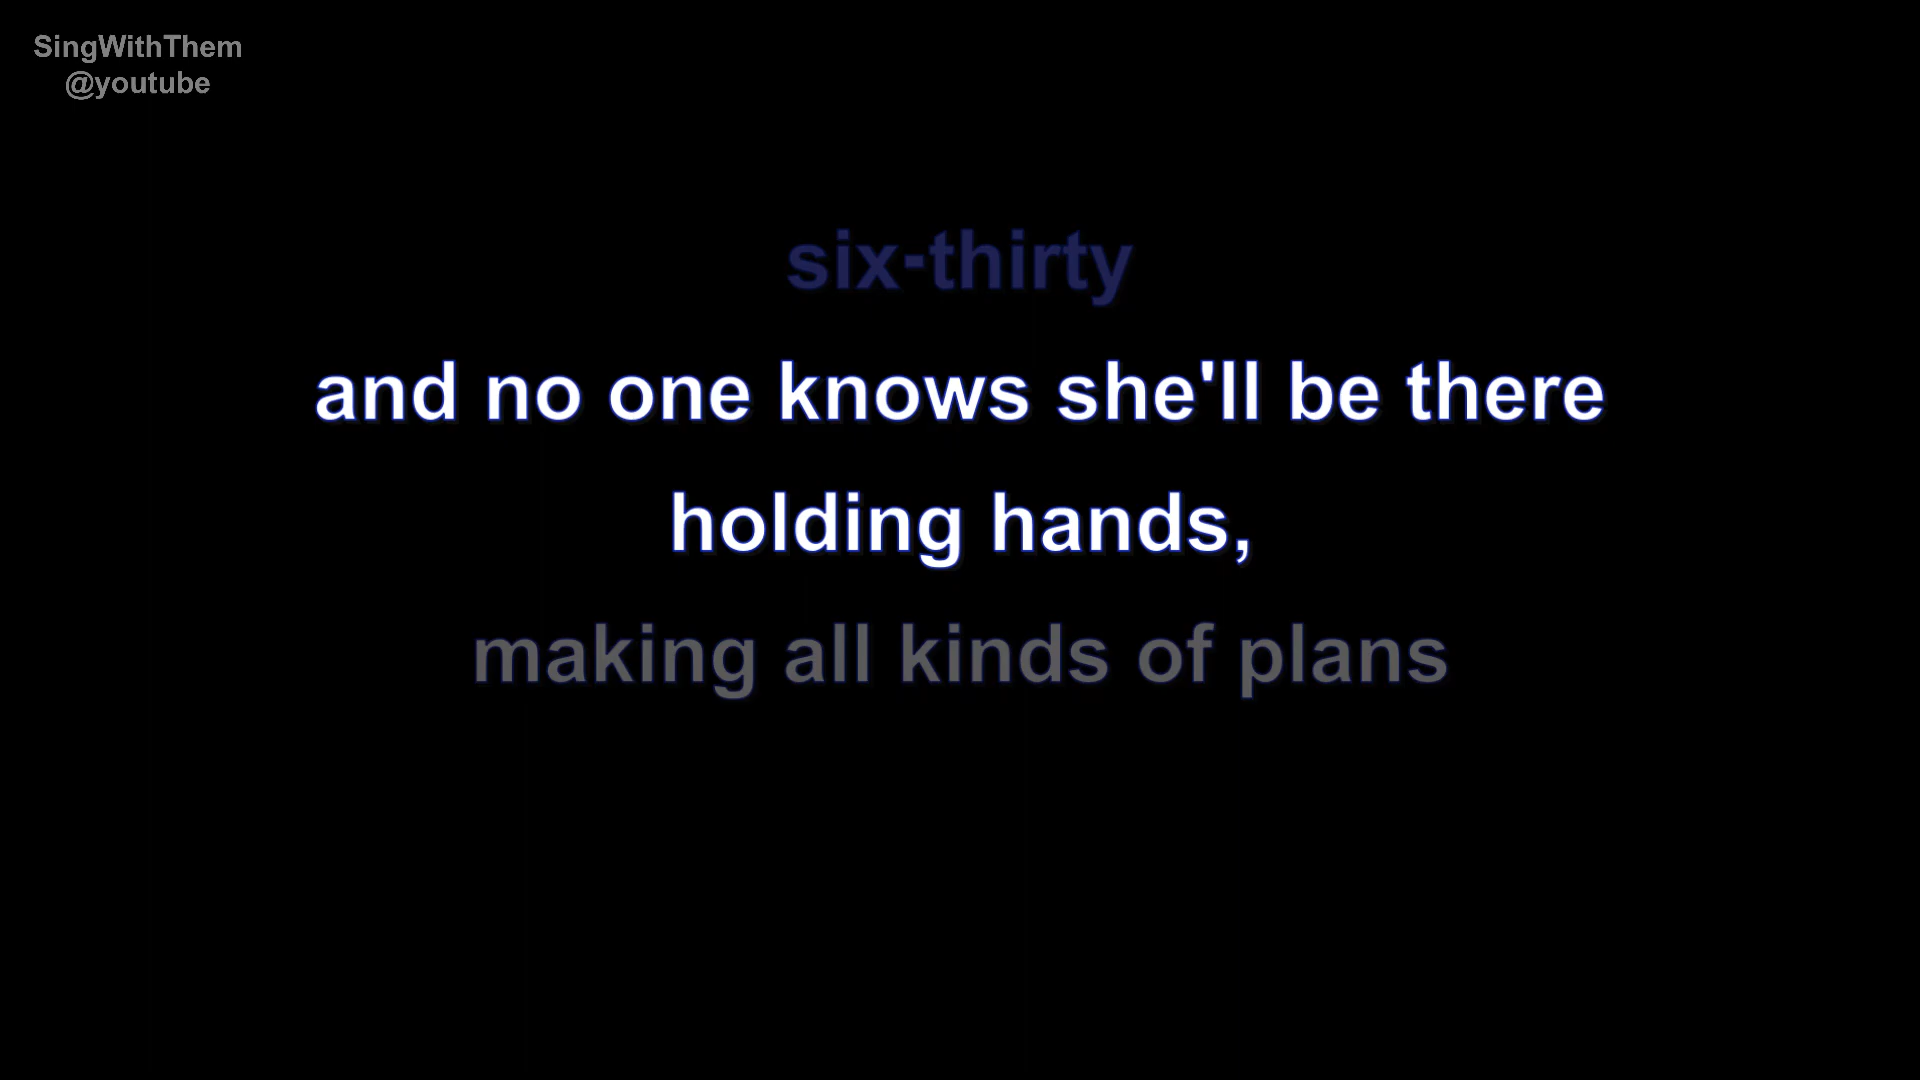 SingWithThem
@youtube
six-thirty
and no one knows she'll be there
holding hands,
making all kinds of plans